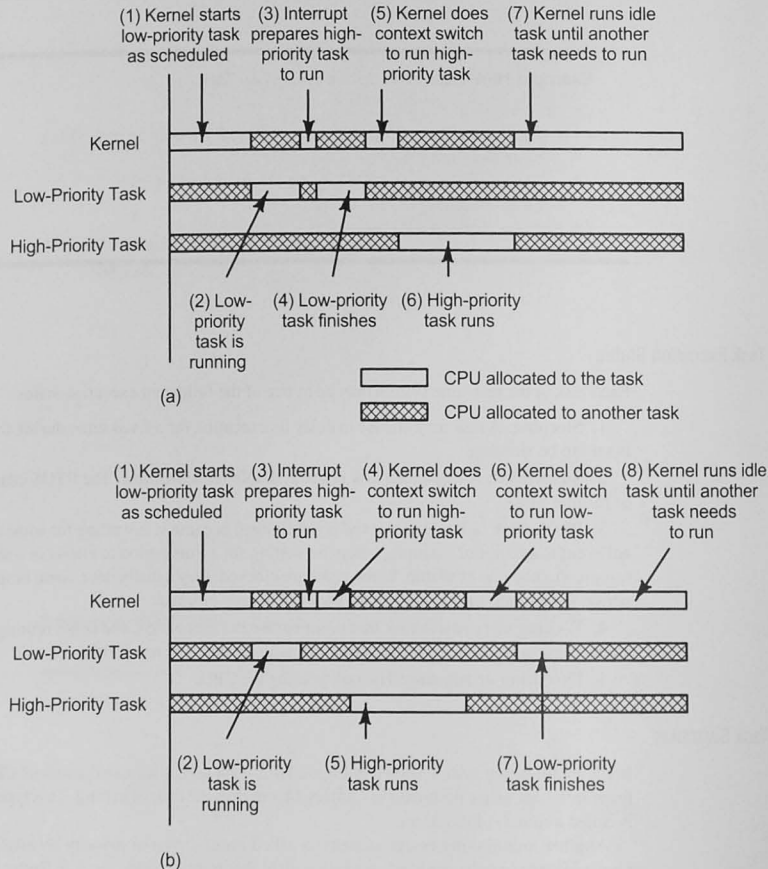 (1) Kernel starts
low-priority task
as scheduled
(3) Interrupt
prepares high-
priority task
to run
(5) Kernel does
context switch
to run high-
priority task
(7) Kernel runs idle
task until another
task needs to run
Kernel
Low-Priority Task
High-Priority Task
(2) Low-
priority
task is
running
(4) Low-priority
task finishes
(6) High-priority
task runs
CPU allocated to the task
CPU allocated to another task
(a)
(1) Kernel starts
low-priority task
as scheduled
(3) Interrupt
prepares high-
priority task
to run
(4) Kernel does
context switch
to run high-
priority task
(6) Kernel does
context switch
to run low-
priority task
(8) Kernel runs idle
task until another
task needs
to run
Kernel
Low-Priority Task
High-Priority Task
(2) Low-priority
task is
running
(5) High-priority
task runs
(7) Low-priority
task finishes
(b)